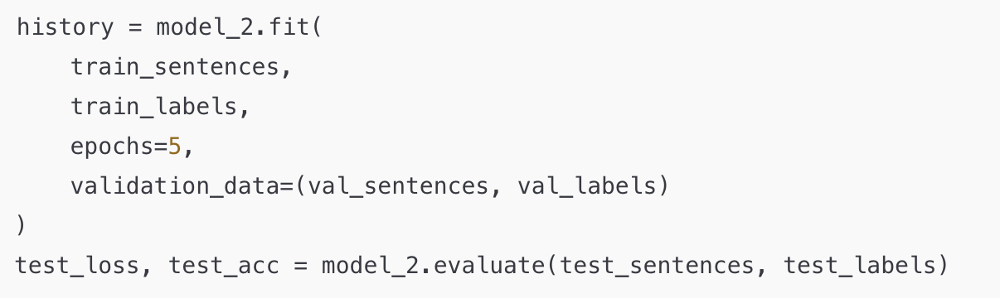 history = model_2.fit(
    train_sentences,
    train_labels,
    epochs=5,
    validation_data=(val_sentences, val_labels)
)
test_loss, test_acc = model_2.evaluate(test_sentences, test_labels)